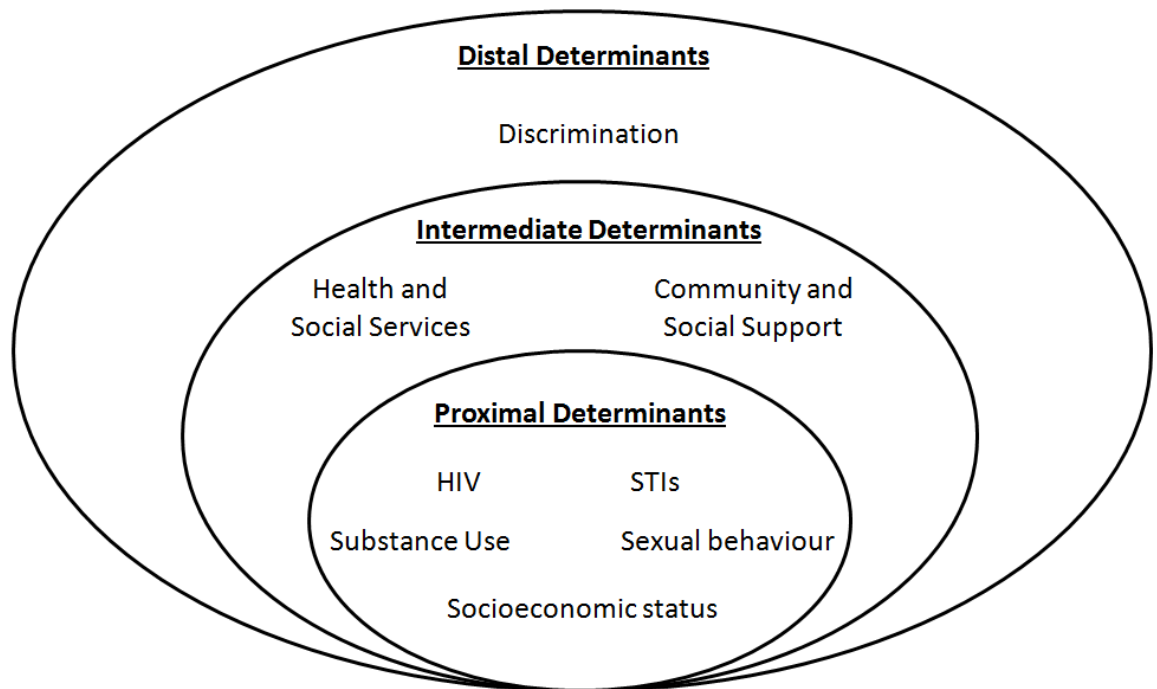 Distal Determinants
Discrimination
Intermediate Determinants
Health and
Social Services
Community and
Social Support
Proximal Determinants
HIV
STIs
Substance Use
Sexual behaviour
Socioeconomic status